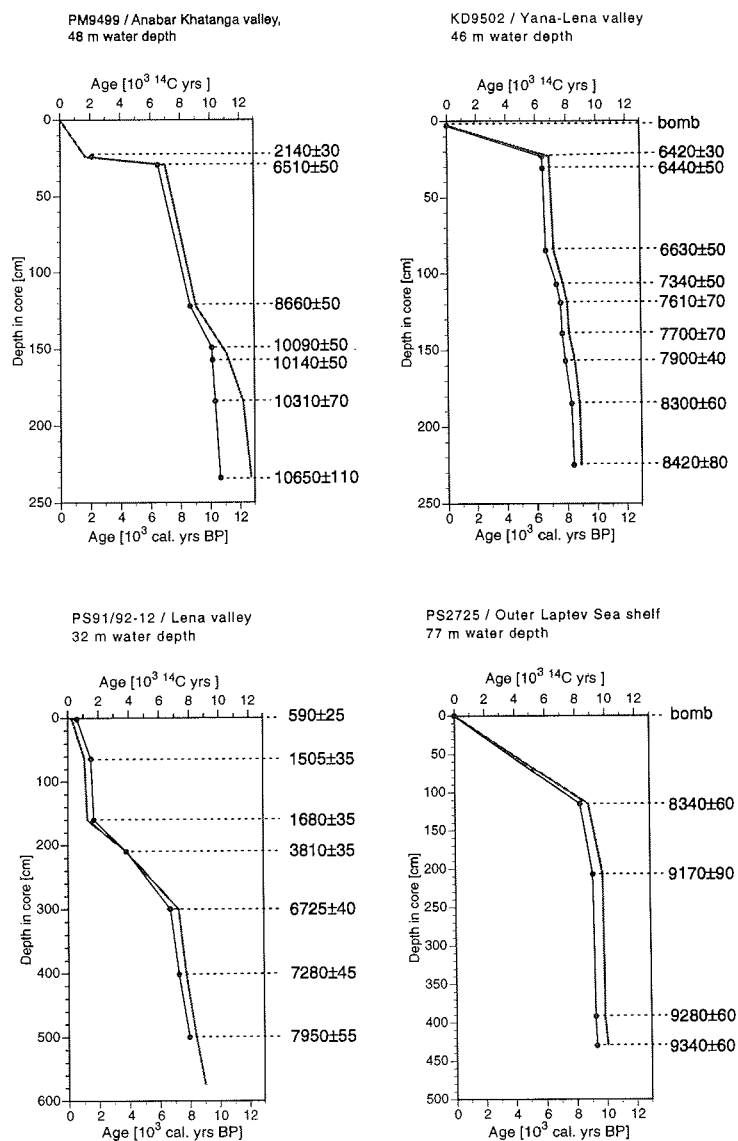 PM9499 / Anabar Khatanga valley,
48 m water depth
Age [10³ ¹⁴C yrs ]
0 2 4 6 8 10 12
0
50
100
150
200
250
Depth in core [cm]
2140±30
6510±50
8660±50
10090±50
10140±50
10310±70
10650±110
0 2 4 6 8 10 12
Age [10³ cal. yrs BP]
KD9502 / Yana-Lena valley
46 m water depth
Age [10³ ¹⁴C yrs ]
0 2 4 6 8 10 12
0
50
100
150
200
250
Depth in core [cm]
bomb
6420±30
6440±50
6630±50
7340±50
7610±70
7700±70
7900±40
8300±60
8420±80
0 2 4 6 8 10 12
Age [10³ cal. yrs BP]
PS91/92-12 / Lena valley
32 m water depth
Age [10³ ¹⁴C yrs ]
0 2 4 6 8 10 12
0
100
200
300
400
500
600
Depth in core [cm]
590±25
1505±35
1680±35
3810±35
6725±40
7280±45
7950±55
0 2 4 6 8 10 12
Age [10³ cal. yrs BP]
PS2725 / Outer Laptev Sea shelf
77 m water depth
Age [10³ ¹⁴C yrs ]
0 2 4 6 8 10 12
0
50
100
150
200
250
300
350
400
450
500
Depth in core [cm]
bomb
8340±60
9170±90
9280±60
9340±60
0 2 4 6 8 10 12
Age [10³ cal. yrs BP]